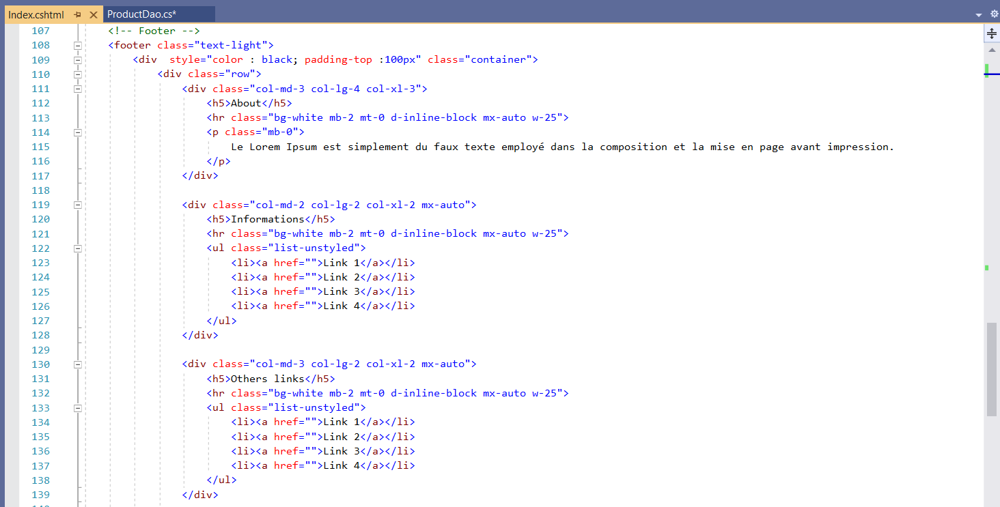 Index.cshtml ProductDao.cs*
107 <!-- Footer -->
108 <footer class="text-light">
109 <div  style="color : black; padding-top :100px" class="container">
110 <div class="row">
111 <div class="col-md-3 col-lg-4 col-xl-3">
112 <h5>About</h5>
113 <hr class="bg-white mb-2 mt-0 d-inline-block mx-auto w-25">
114 <p class="mb-0">
115 Le Lorem Ipsum est simplement du faux texte employé dans la composition et la mise en page avant impression.
116 </p>
117 </div>
118
119 <div class="col-md-2 col-lg-2 col-xl-2 mx-auto">
120 <h5>Informations</h5>
121 <hr class="bg-white mb-2 mt-0 d-inline-block mx-auto w-25">
122 <ul class="list-unstyled">
123 <li><a href="">Link 1</a></li>
124 <li><a href="">Link 2</a></li>
125 <li><a href="">Link 3</a></li>
126 <li><a href="">Link 4</a></li>
127 </ul>
128 </div>
129
130 <div class="col-md-3 col-lg-2 col-xl-2 mx-auto">
131 <h5>Others links</h5>
132 <hr class="bg-white mb-2 mt-0 d-inline-block mx-auto w-25">
133 <ul class="list-unstyled">
134 <li><a href="">Link 1</a></li>
135 <li><a href="">Link 2</a></li>
136 <li><a href="">Link 3</a></li>
137 <li><a href="">Link 4</a></li>
138 </ul>
139 </div>